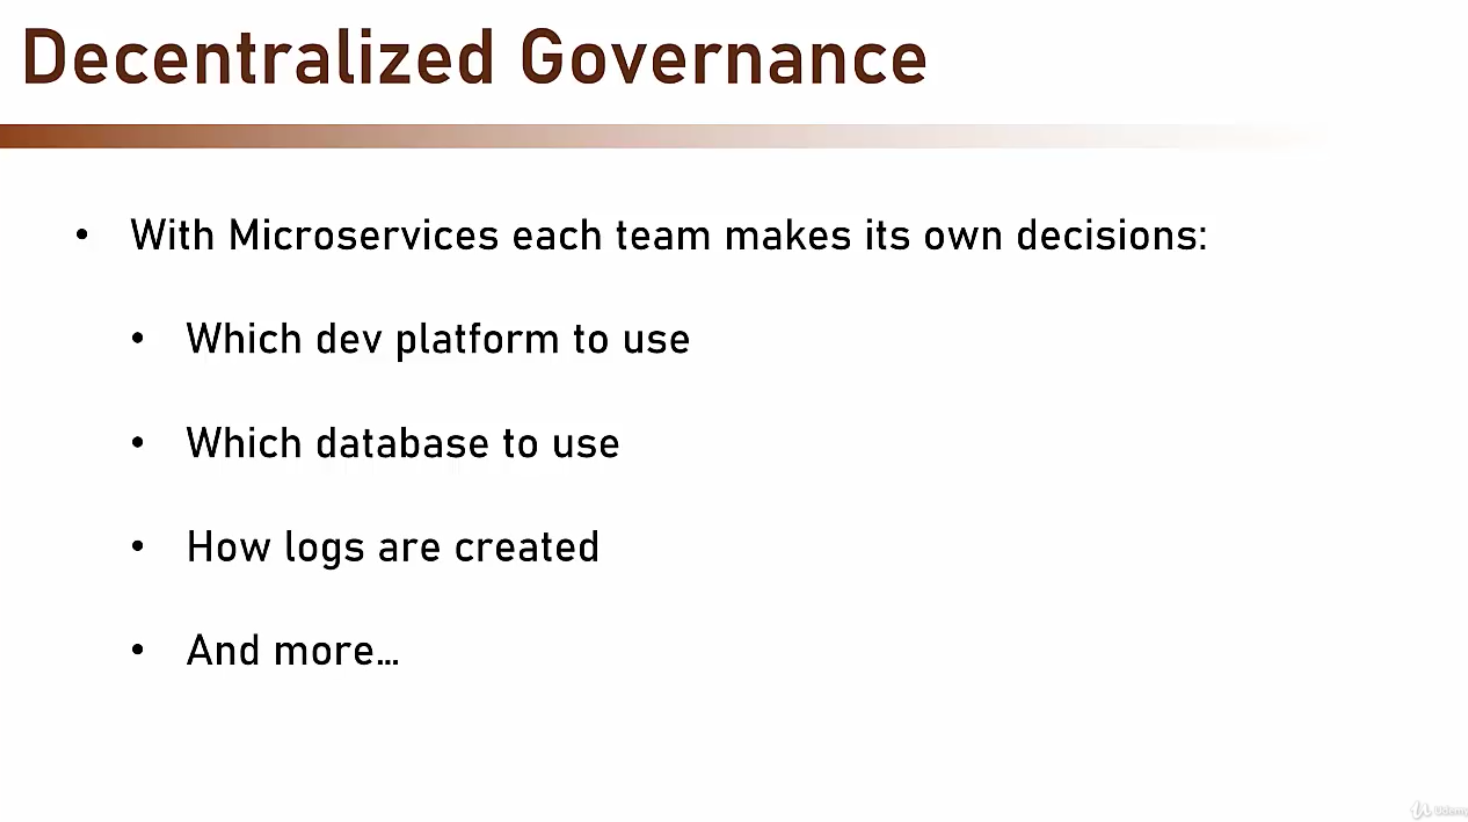 Decentralized Governance
• With Microservices each team makes its own decisions:
• Which dev platform to use
• Which database to use
• How logs are created
• And more…
Udemy